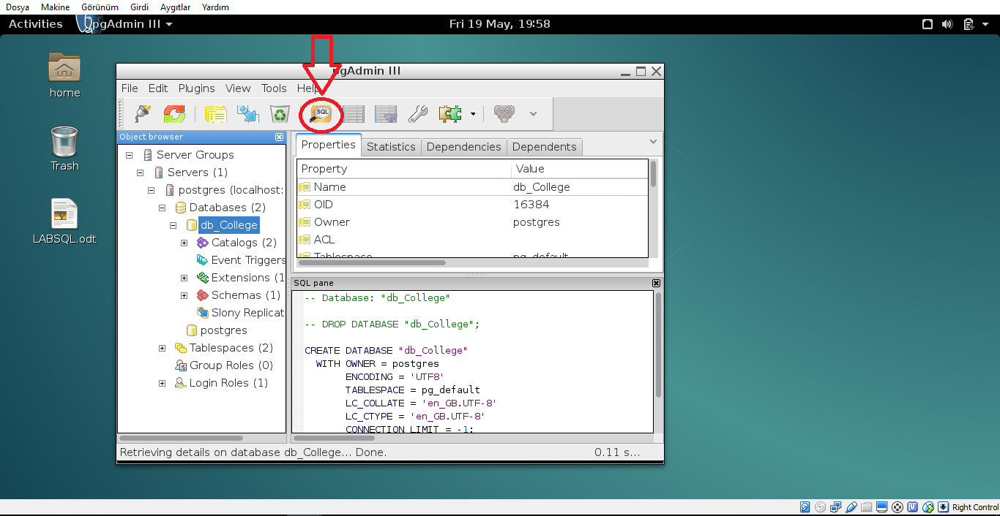 Dosya Makine Görünüm Girdi Aygıtlar Yardım
Activities pgAdmin III Fri 19 May, 19:58
home
Trash
LABSQL.odt
pgAdmin III
File Edit Plugins View Tools Help
SQL
Object browser
Server Groups
Servers (1)
postgres (localhost:
Databases (2)
db_College
Catalogs (2)
Event Triggers
Extensions (1
Schemas (1)
Slony Replicat
postgres
Tablespaces (2)
Group Roles (0)
Login Roles (1)
Properties Statistics Dependencies Dependents
Property Value
Name db_College
OID 16384
Owner postgres
ACL
Tablespace pg_default
SQL pane
-- Database: "db_College"
-- DROP DATABASE "db_College";
CREATE DATABASE "db_College"
WITH OWNER = postgres
ENCODING = 'UTF8'
TABLESPACE = pg_default
LC_COLLATE = 'en_GB.UTF-8'
LC_CTYPE = 'en_GB.UTF-8'
CONNECTION LIMIT = -1;
Retrieving details on database db_College... Done. 0.11 s...
Right Control